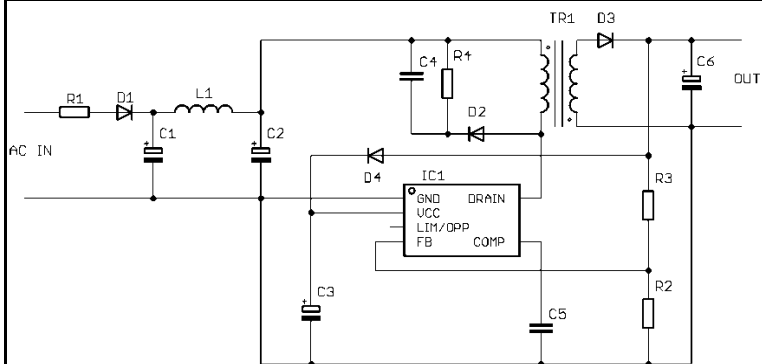 TR1
D3
C4
R4
C6
OUT
R1
D1
L1
D2
C1
C2
AC IN
D4
IC1
R3
GND DRAIN
VCC
LIM/OPP
FB COMP
C3
R2
C5
+
+
+
+